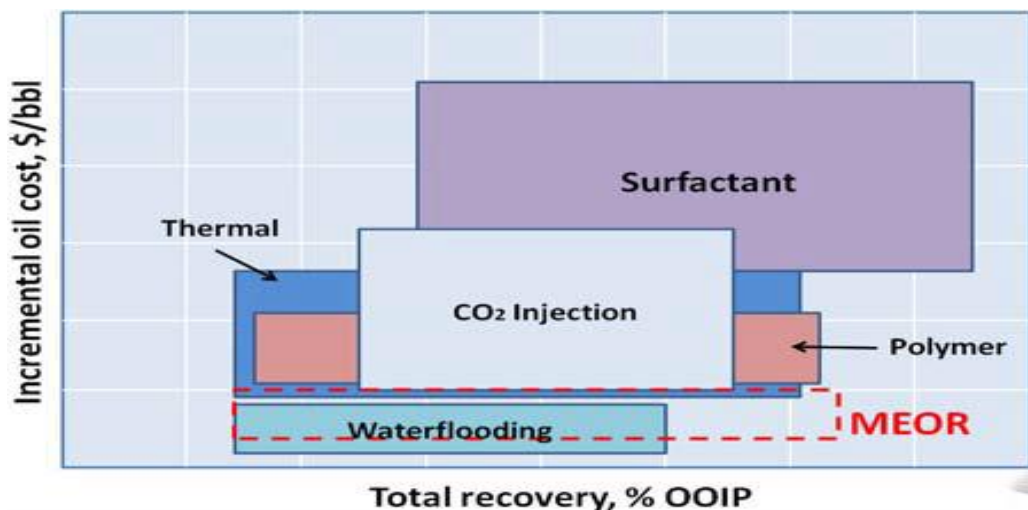 Incremental oil cost, $/bbl
Surfactant
Thermal
CO₂ Injection
Polymer
MEOR
Waterflooding
Total recovery, % OOIP